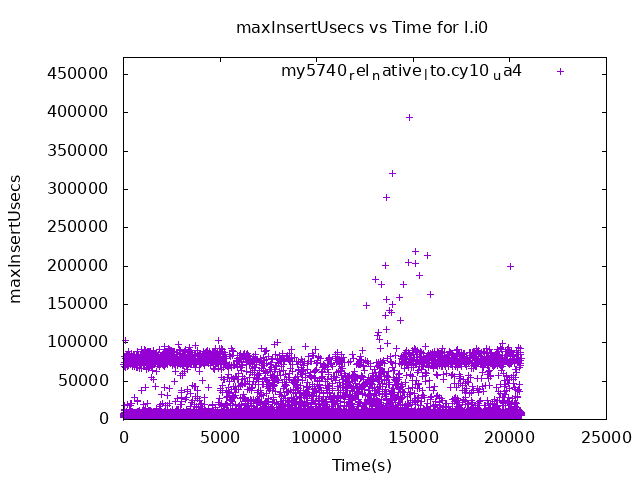 maxInsertUsecs vs Time for l.i0
my5740_rel_native_lto.cy10_ua4
450000
400000
350000
300000
250000
200000
150000
100000
50000
0
maxInsertUsecs
0 5000 10000 15000 20000 25000
Time(s)